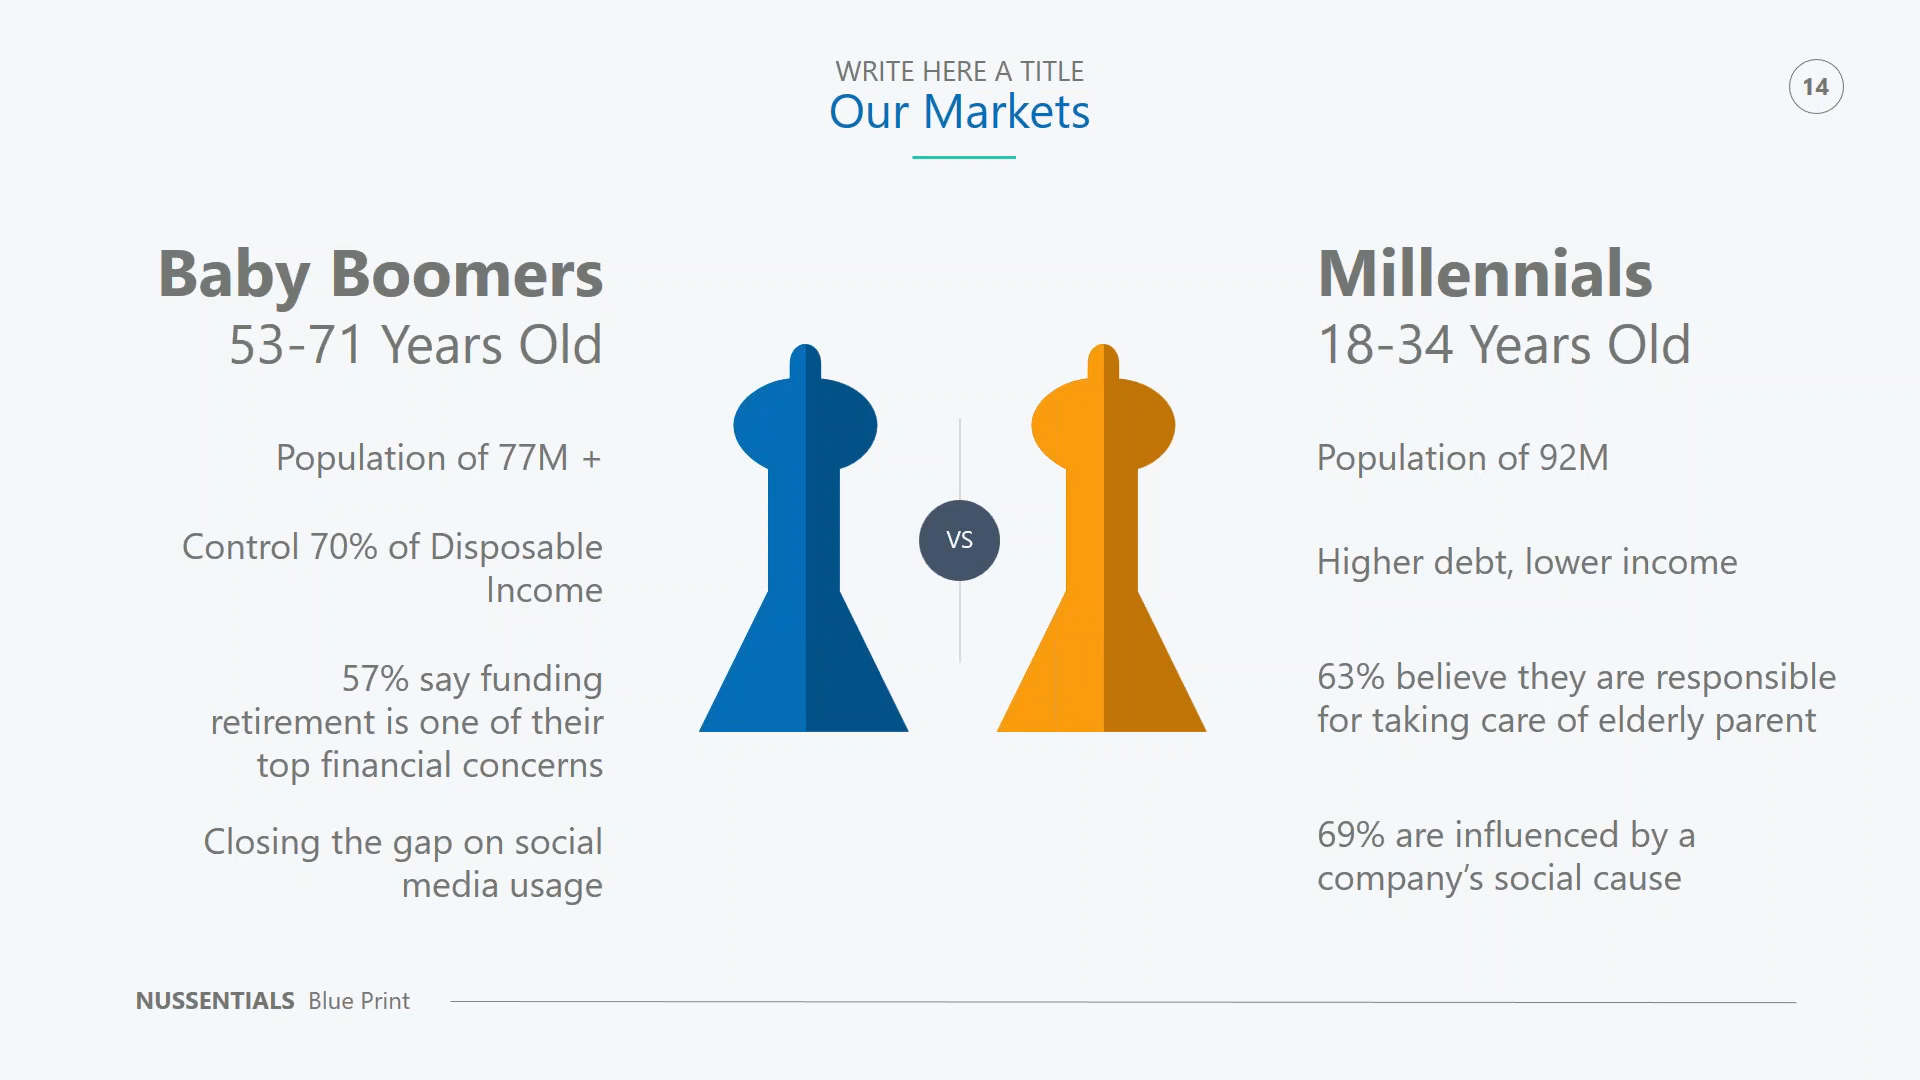 WRITE HERE A TITLE
Our Markets
14
Baby Boomers
53-71 Years Old
Population of 77M +
Control 70% of Disposable
Income
57% say funding
retirement is one of their
top financial concerns
Closing the gap on social
media usage
VS
Millennials
18-34 Years Old
Population of 92M
Higher debt, lower income
63% believe they are responsible
for taking care of elderly parent
69% are influenced by a
company’s social cause
NUSSENTIALS Blue Print